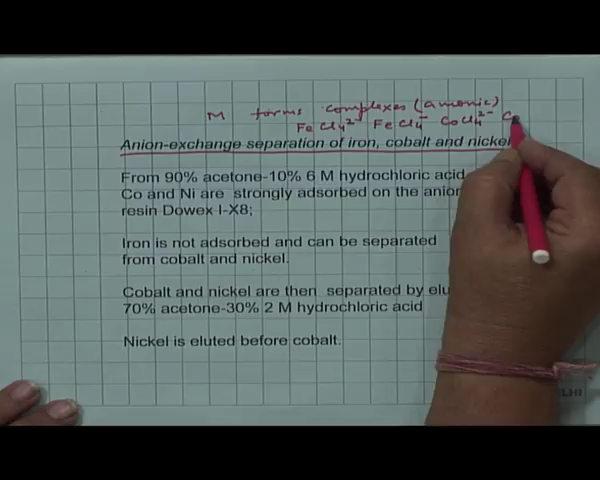 M forms complexes (anionic)
FeCl4^2- FeCl4^- CoCl4^2- C
Anion-exchange separation of iron, cobalt and nickel
From 90% acetone-10% 6 M hydrochloric acid
Co and Ni are strongly adsorbed on the anion
resin Dowex I-X8;
Iron is not adsorbed and can be separated
from cobalt and nickel.
Cobalt and nickel are then separated by elu
70% acetone-30% 2 M hydrochloric acid
Nickel is eluted before cobalt.